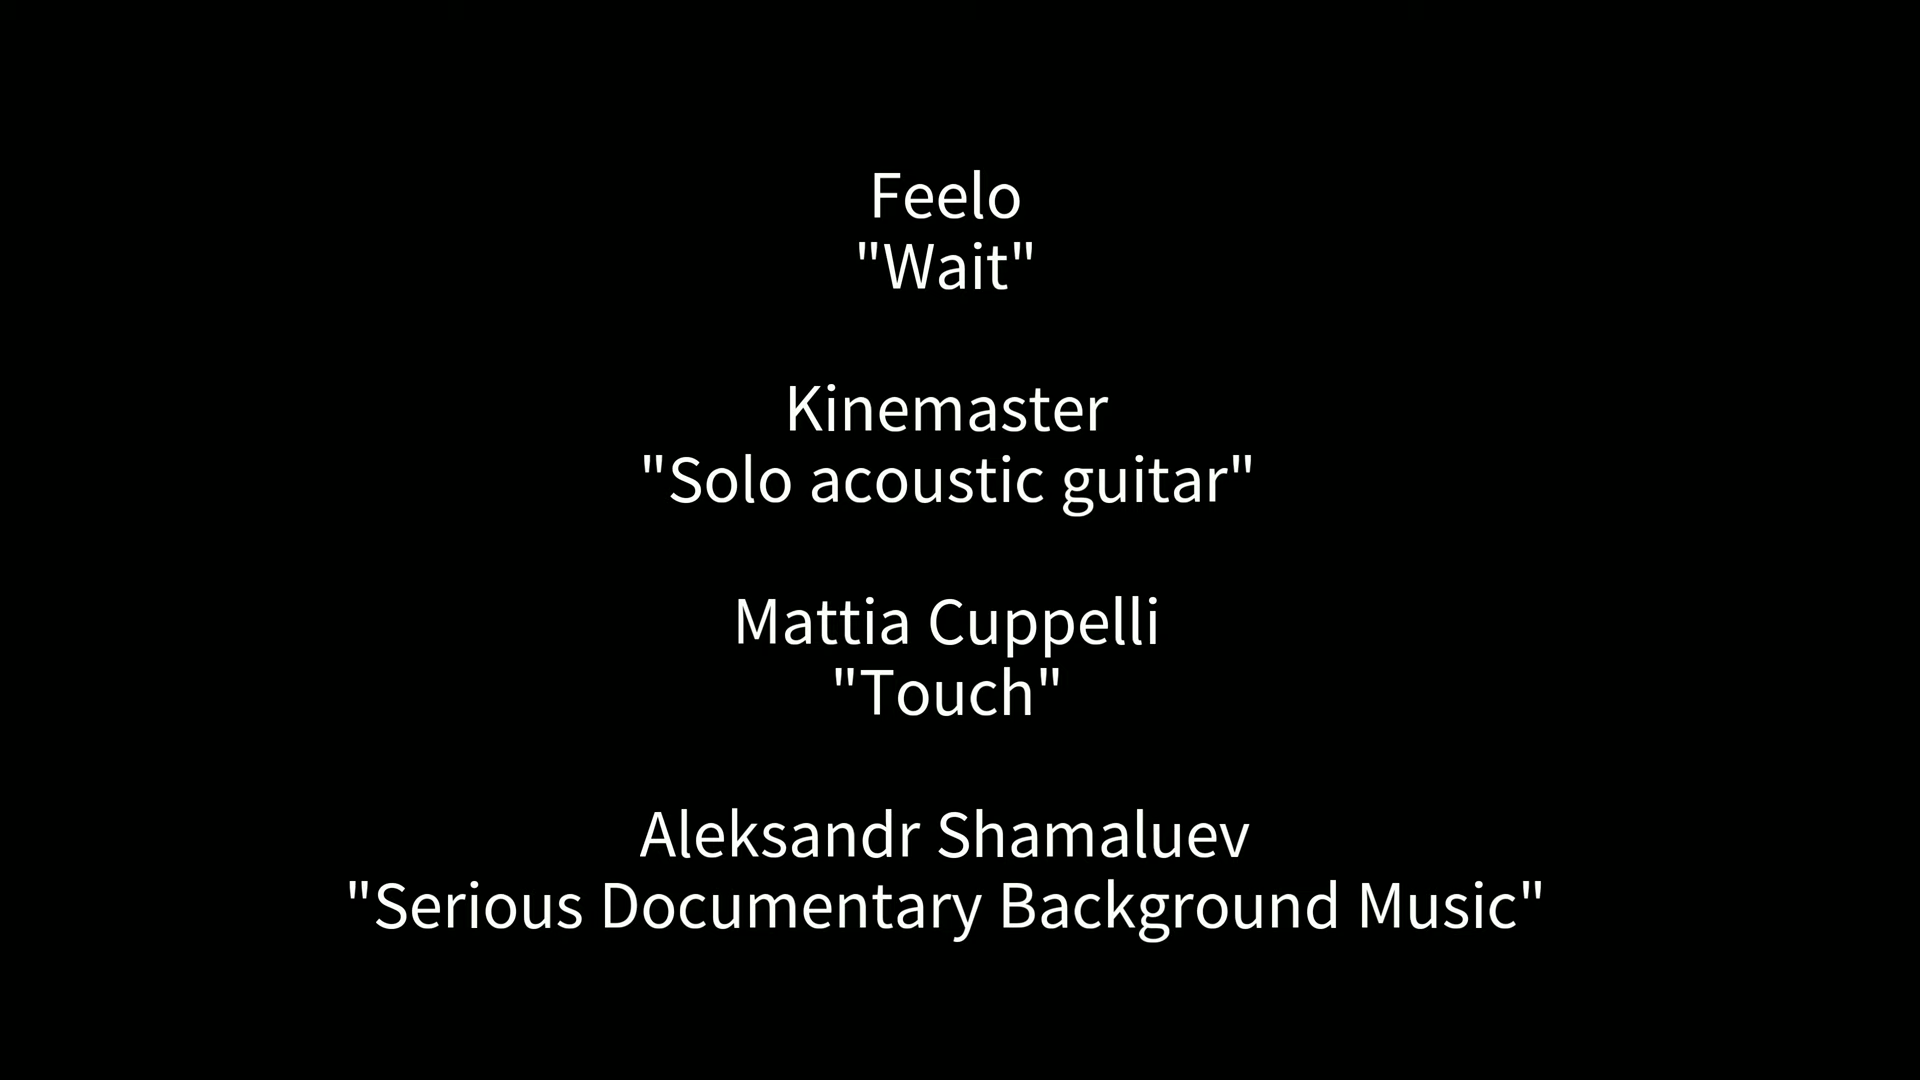 Feelo
"Wait"
Kinemaster
"Solo acoustic guitar"
Mattia Cuppelli
"Touch"
Aleksandr Shamaluev
"Serious Documentary Background Music"